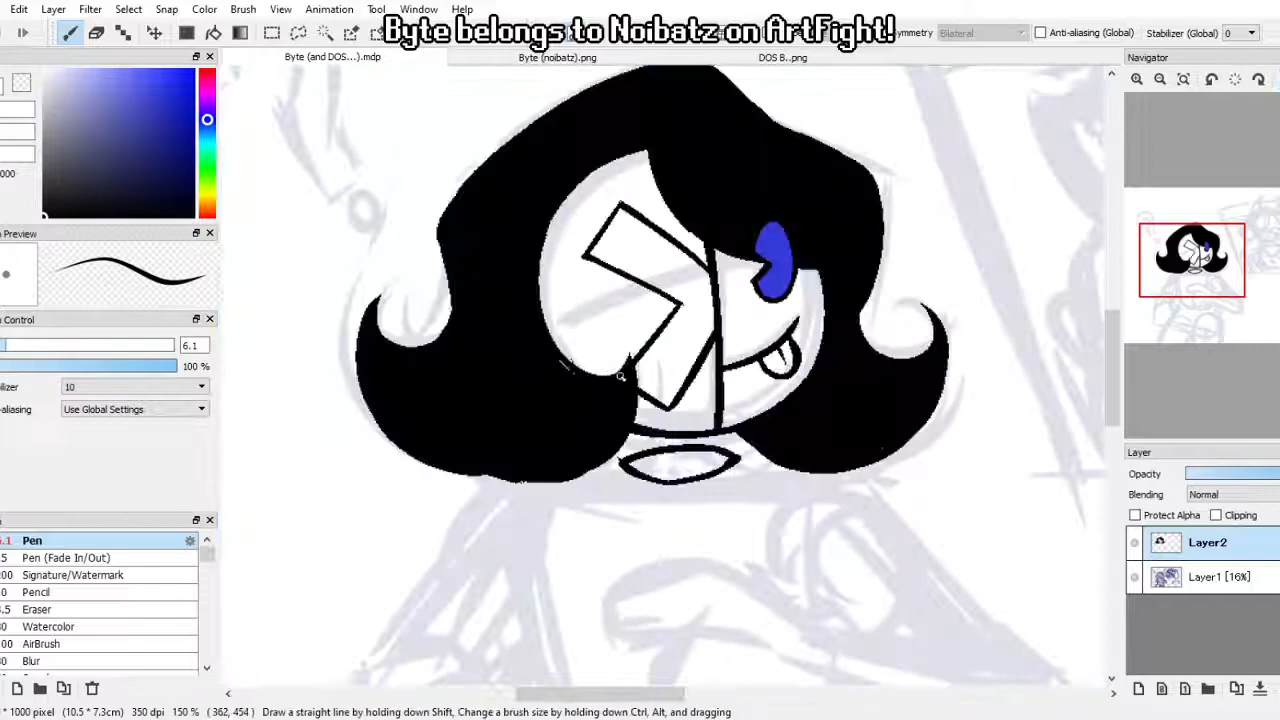 Edit Layer Filter Select Snap Color Brush View Animation Tool Window Help
Byte belongs to Noibatz on ArtFight!
Bilateral Anti-aliasing (Global) Stabilizer (Global) 0
Byte (and DOS...).mdp Byte (noibatz).png DOS B..png
Navigator
000
Preview
Control
6.1
100 %
10
Use Global Settings
Layer
Opacity
Blending Normal
Protect Alpha Clipping
Layer2
Layer1 [16%]
Pen
Pen (Fade In/Out)
Signature/Watermark
Pencil
Eraser
Watercolor
AirBrush
Blur
* 1000 pixel (10.5 * 7.3cm) 350 dpi 150 % ( 362, 454 ) Draw a straight line by holding down Shift, Change a brush size by holding down Ctrl, Alt, and dragging